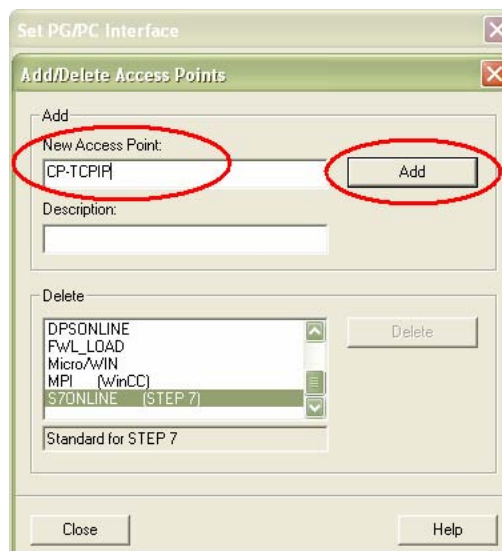 Set PG/PC Interface
Add/Delete Access Points
Add
New Access Point:
CP-TCPIP
Add
Description:
Delete
DPSONLINE
FWL_LOAD
Micro/WIN
MPI (WinCC)
S7ONLINE (STEP 7)
Delete
Standard for STEP 7
Close
Help